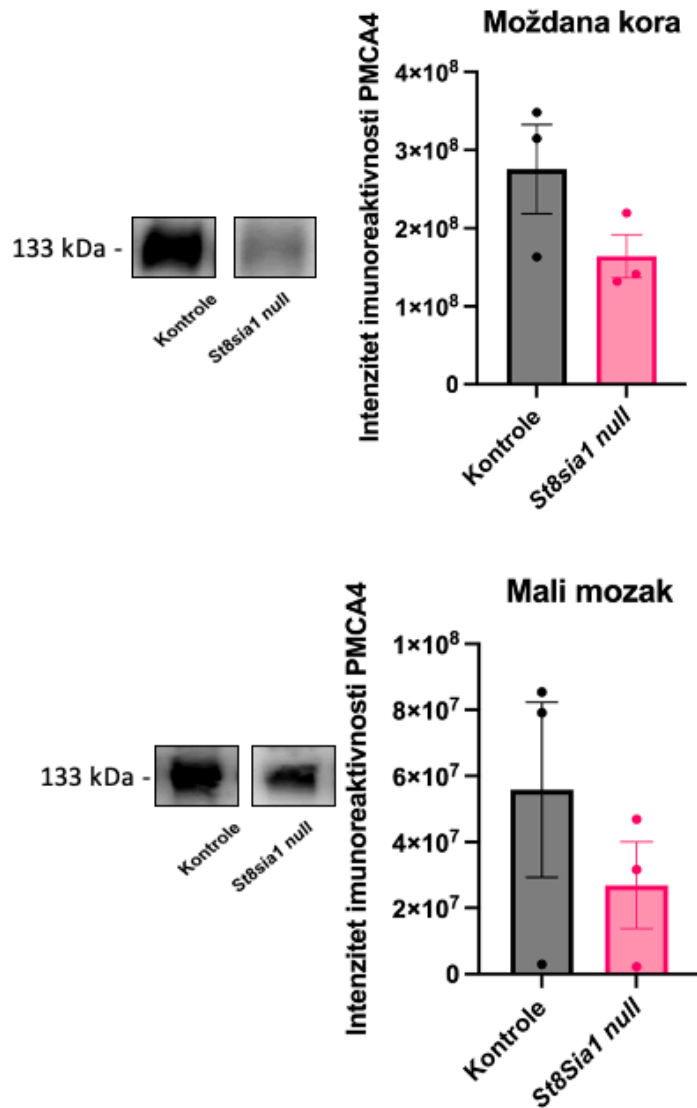 Moždana kora
Intenzitet imunoreaktivnosti PMCA4
4×10⁸
3×10⁸
2×10⁸
1×10⁸
0
Kontrole
St8sia1 null
133 kDa -
Kontrole
St8sia1 null
Mali mozak
Intenzitet imunoreaktivnosti PMCA4
1×10⁸
8×10⁷
6×10⁷
4×10⁷
2×10⁷
0
Kontrole
St8Sia1 null
133 kDa -
Kontrole
St8sia1 null